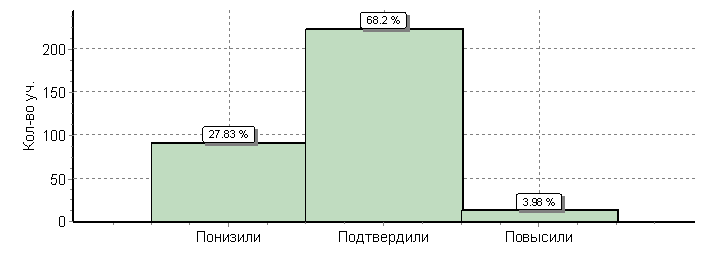 Кол-во уч.
200
150
100
50
0
27.83 %
68.2 %
3.98 %
Понизили
Подтвердили
Повысили